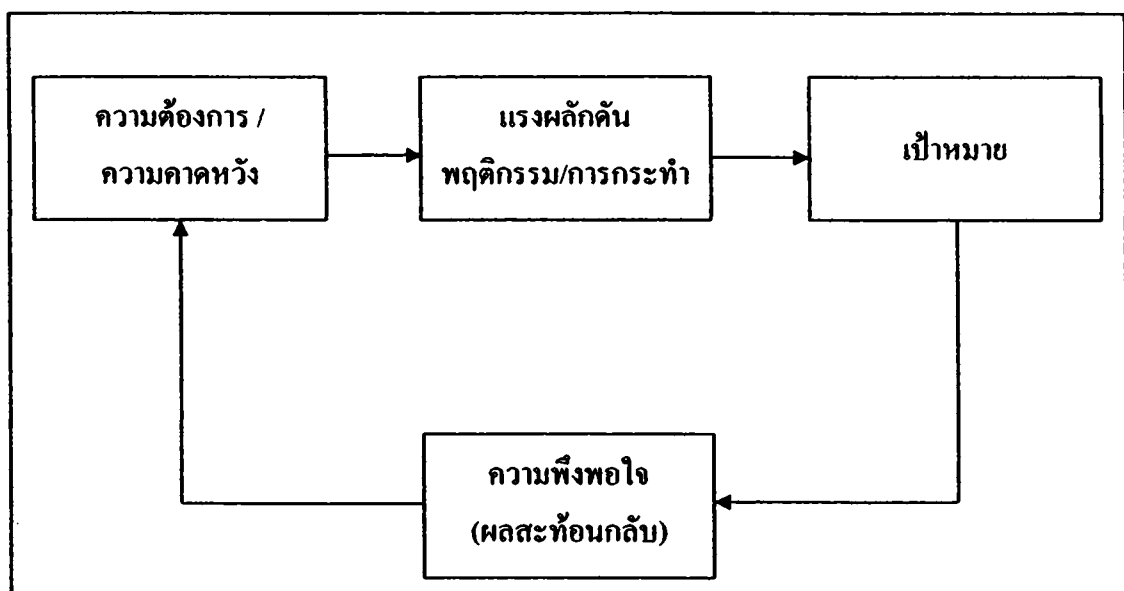 ความต้องการ /
ความคาดหวัง
แรงผลักดัน
พฤติกรรม/การกระทำ
เป้าหมาย
ความพึงพอใจ
(ผลสะท้อนกลับ)